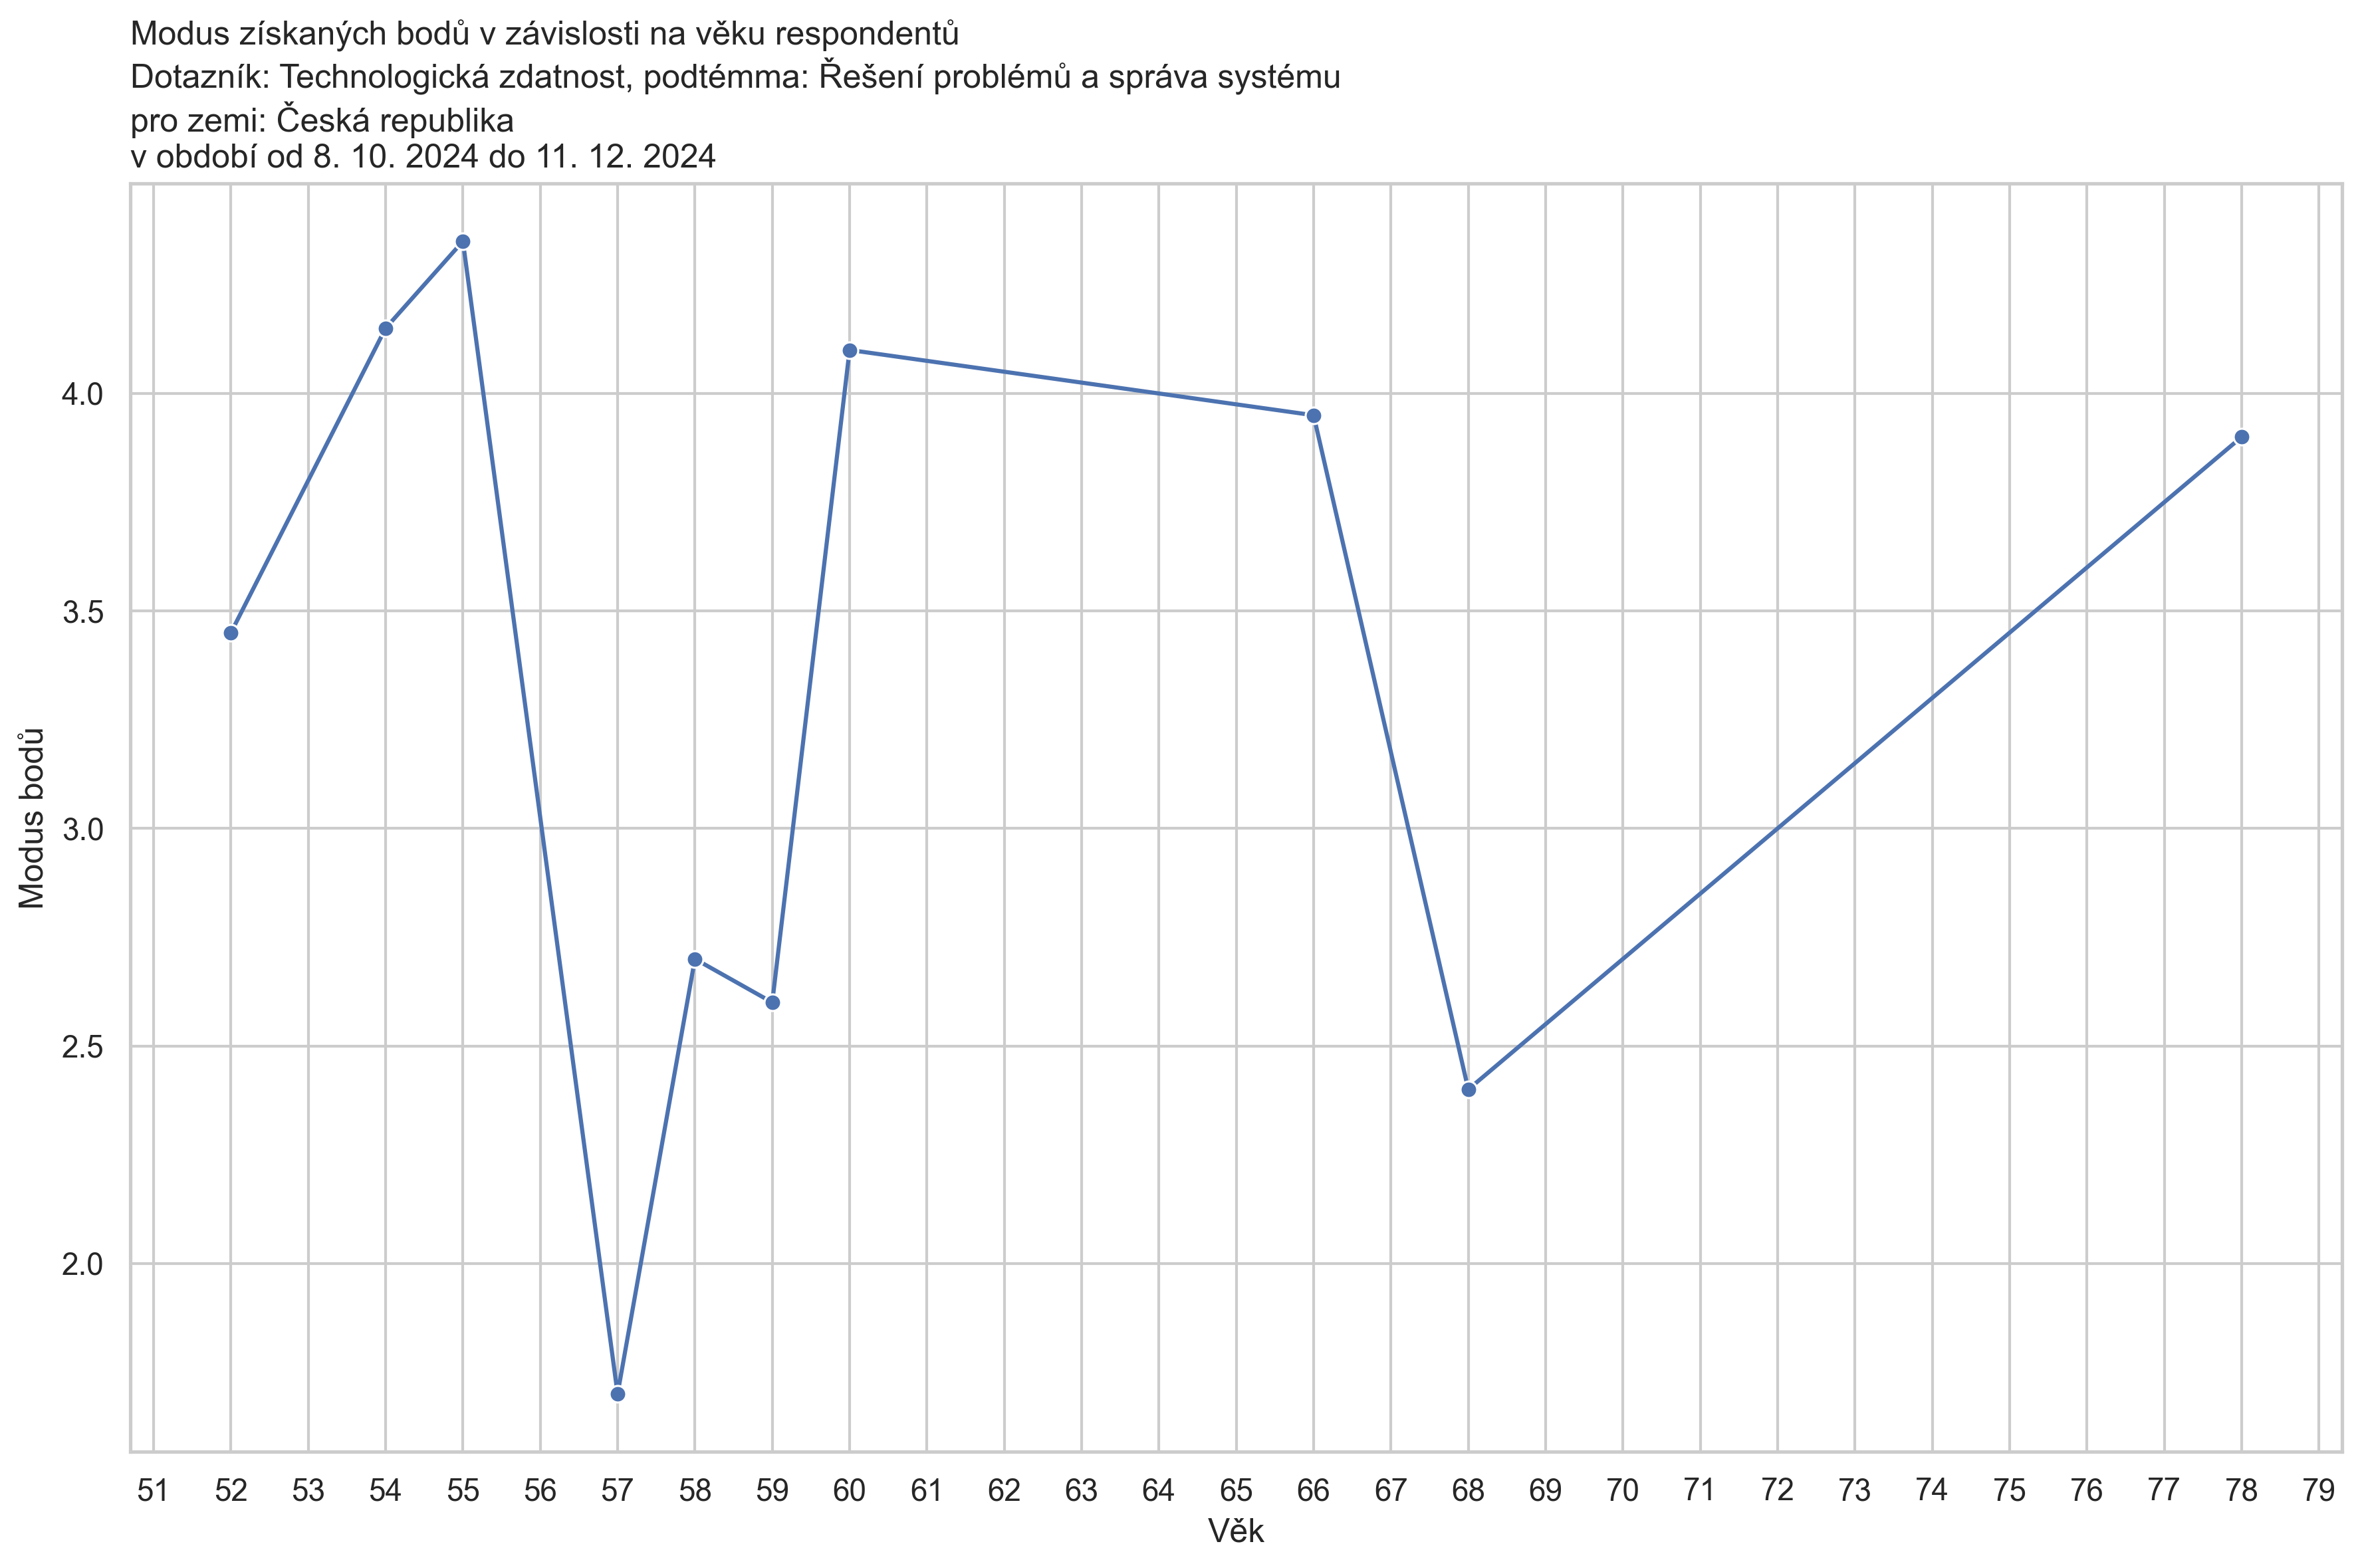 Modus získaných bodů v závislosti na věku respondentů
Dotazník: Technologická zdatnost, podtémma: Řešení problémů a správa systému
pro zemi: Česká republika
v období od 8. 10. 2024 do 11. 12. 2024
Modus bodů
4.0
3.5
3.0
2.5
2.0
51 52 53 54 55 56 57 58 59 60 61 62 63 64 65 66 67 68 69 70 71 72 73 74 75 76 77 78 79
Věk